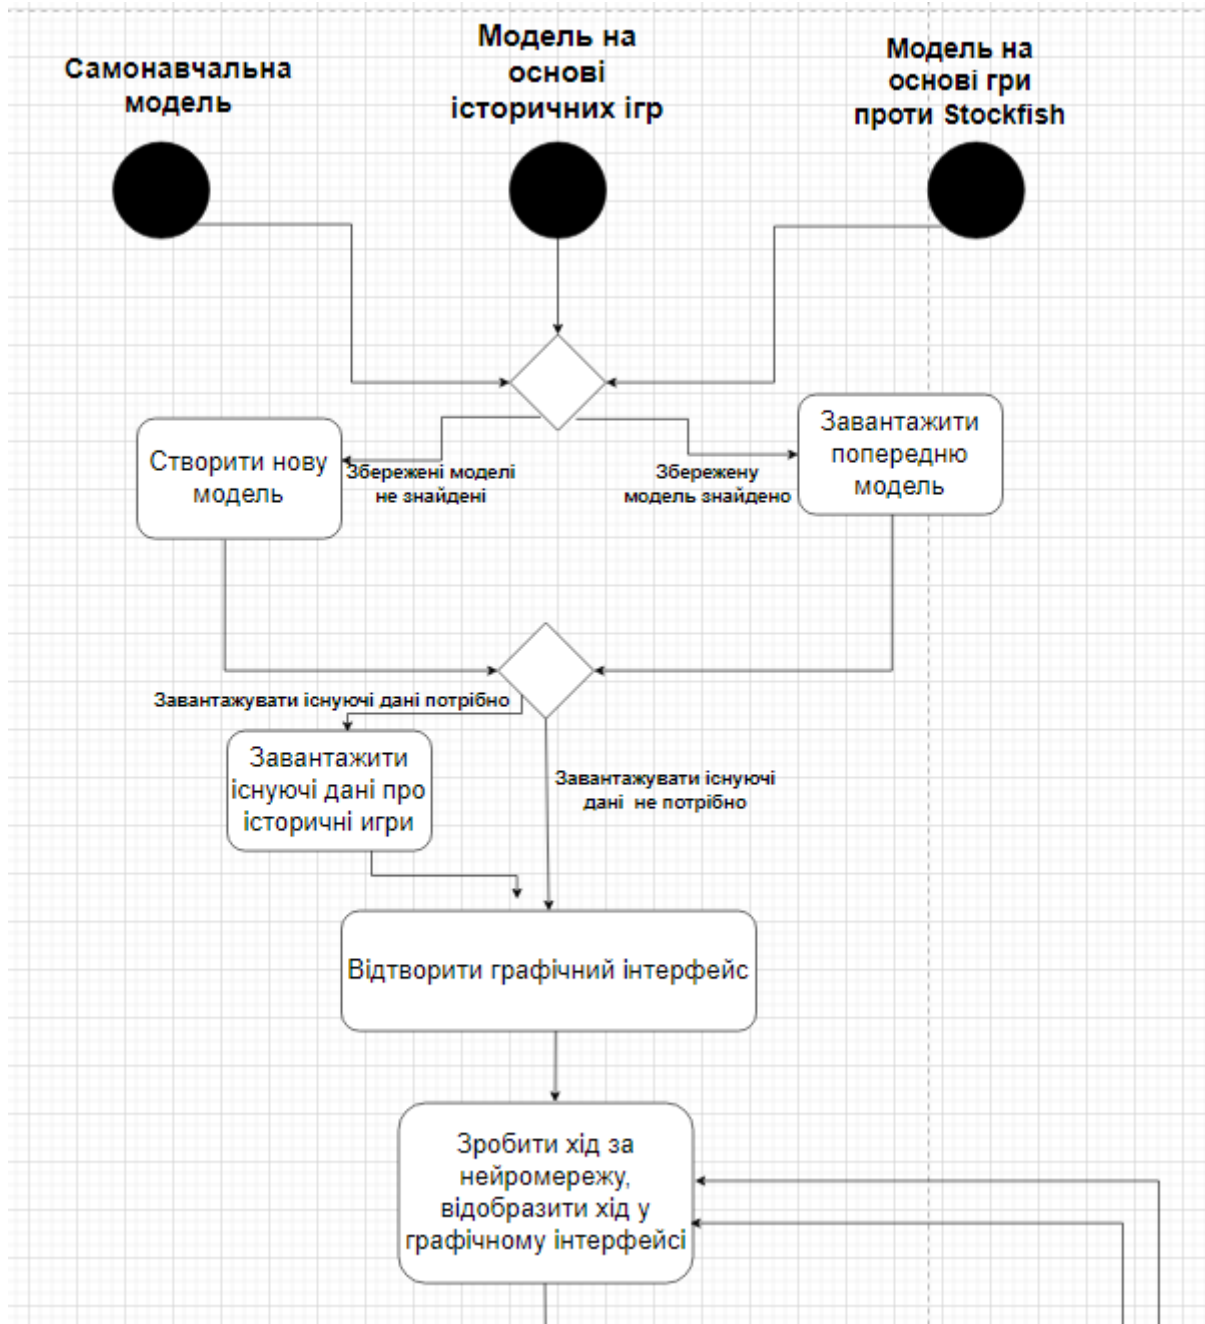 Самонавчальна
модель
Модель на
основі
історичних ігр
Модель на
основі гри
проти Stockfish
Створити нову
модель
Збережені моделі
не знайдені
Збережену
модель знайдено
Завантажити
попередню
модель
Завантажувати існуючі дані потрібно
Завантажити
існуючі дані про
історичні игри
Завантажувати існуючі
дані не потрібно
Відтворити графічний інтерфейс
Зробити хід за
нейромережу,
відобразити хід у
графічному інтерфейсі